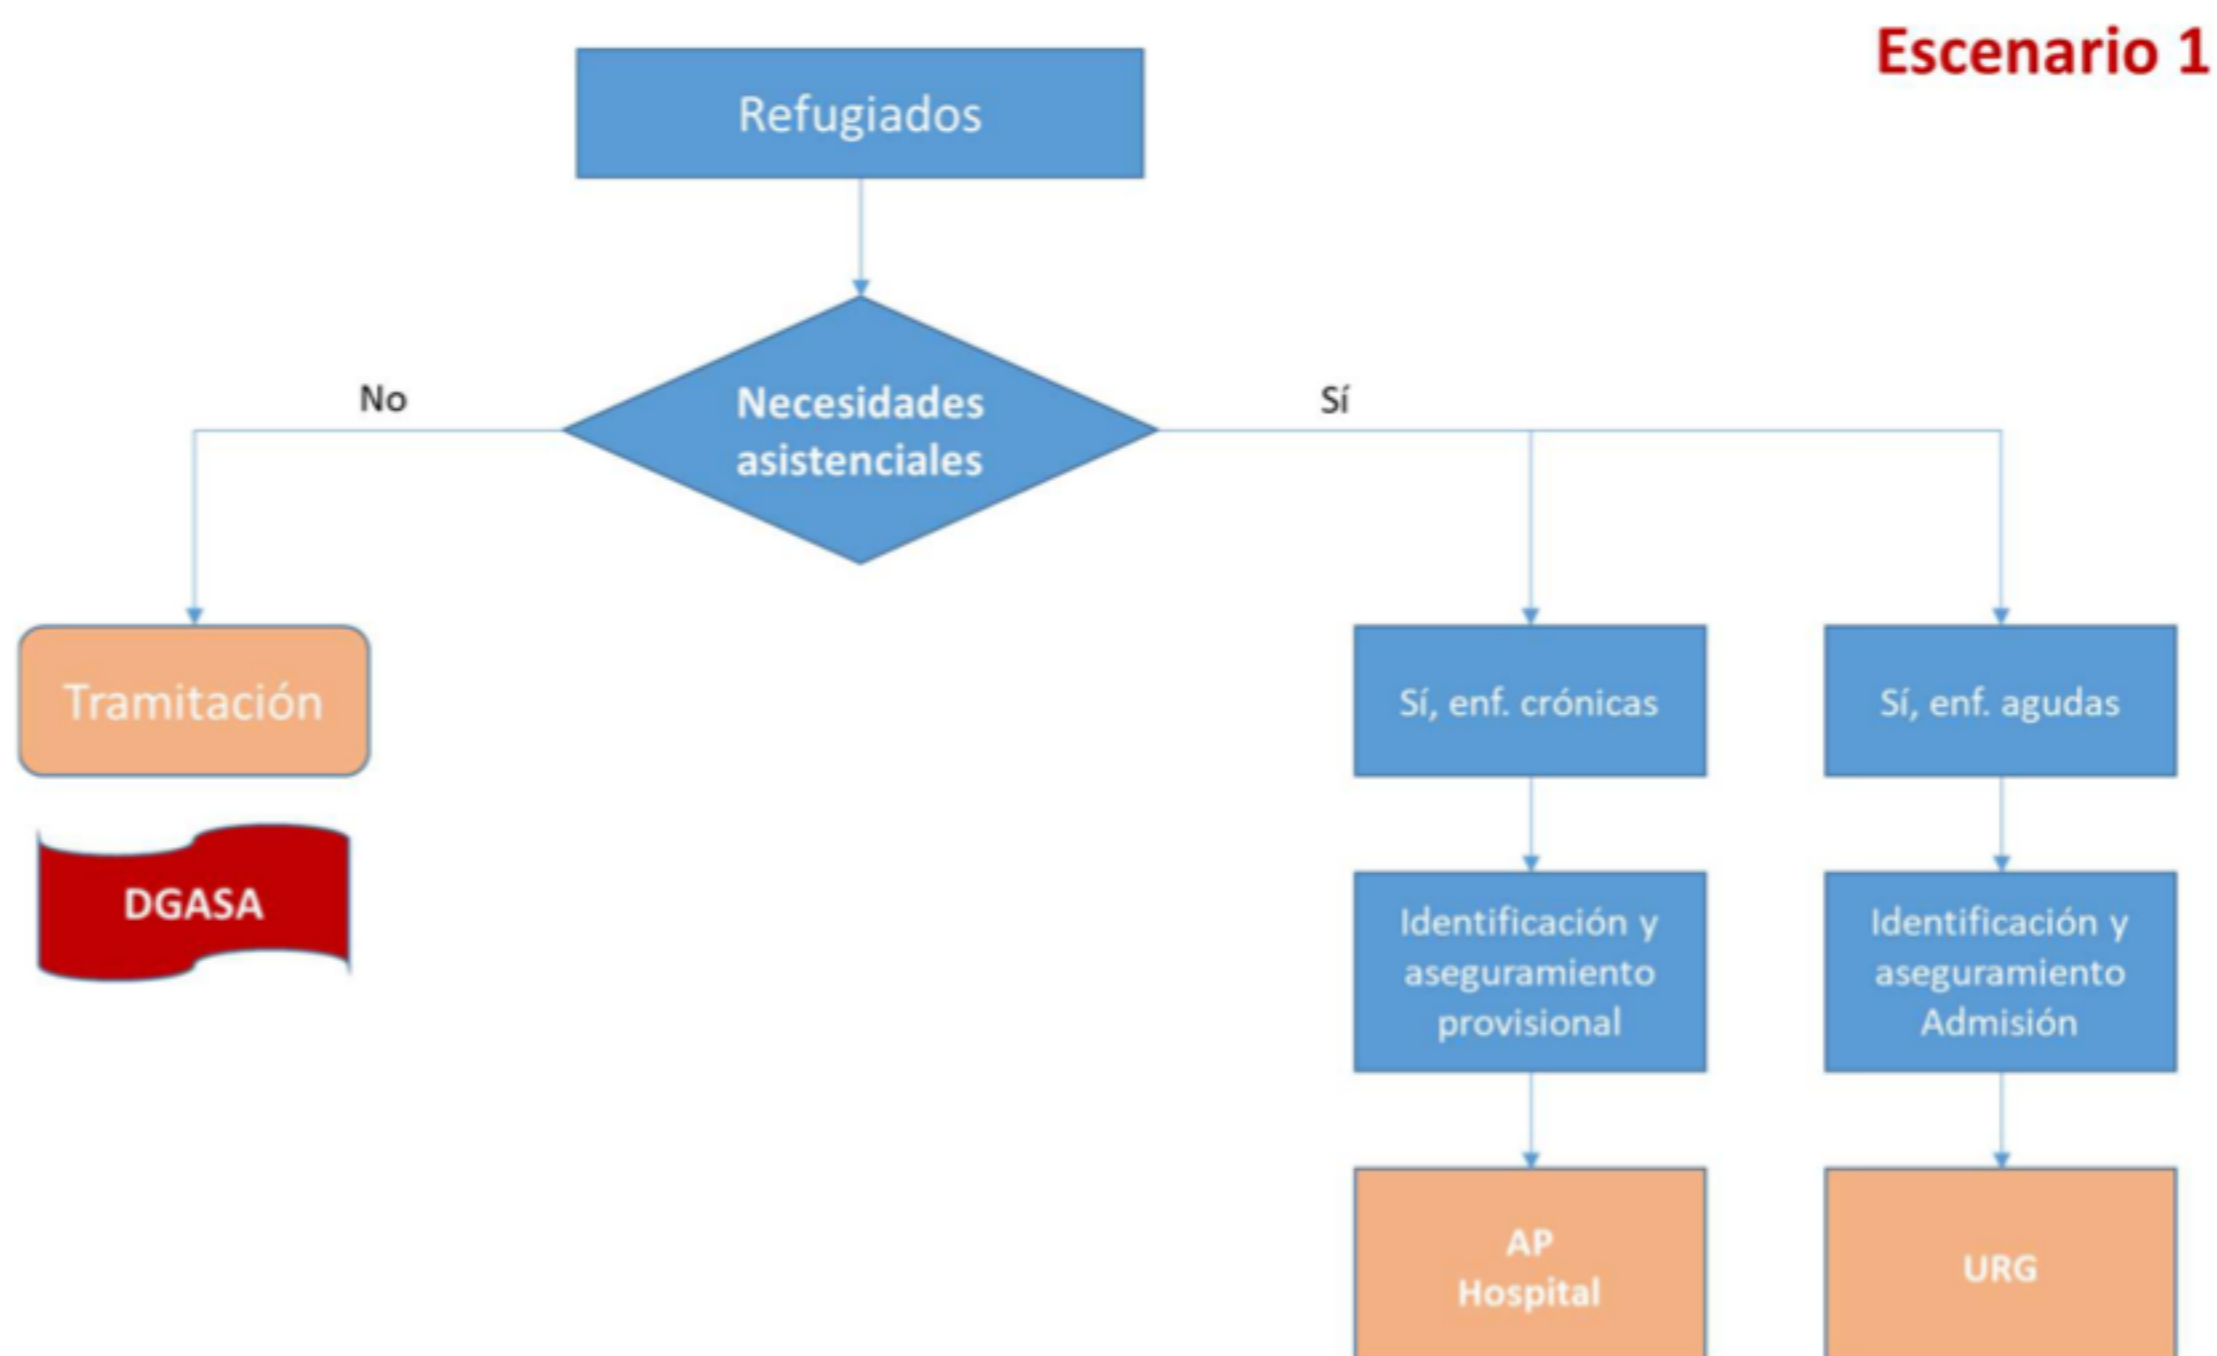 Escenario 1
Refugiados
Necesidades
asistenciales
No
Sí
Tramitación
Sí, enf. crónicas
Sí, enf. agudas
DGASA
Identificación y
aseguramiento
provisional
Identificación y
aseguramiento
Admisión
AP
Hospital
URG